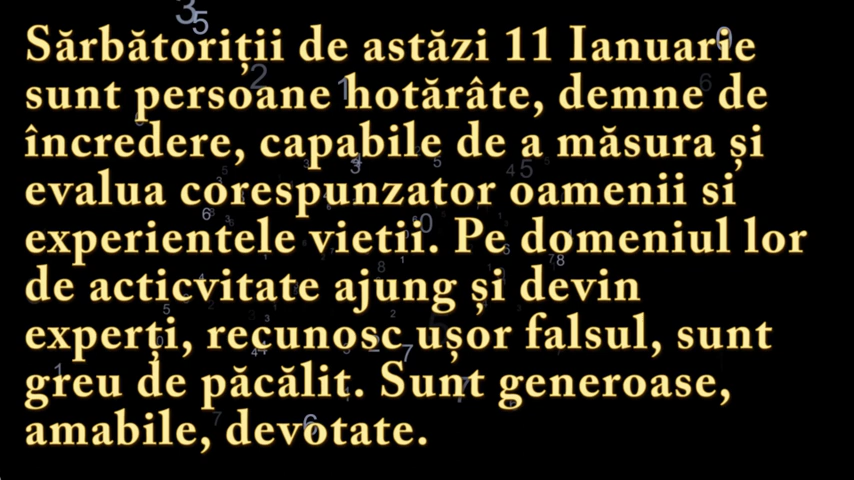 Sărbătoriții de astăzi 11 Ianuarie
sunt persoane hotărâte, demne de
încredere, capabile de a măsura și
evalua corespunzator oamenii si
experientele vietii. Pe domeniul lor
de acticvitate ajung și devin
experți, recunosc ușor falsul, sunt
greu de păcălit. Sunt generoase,
amabile, devotate.